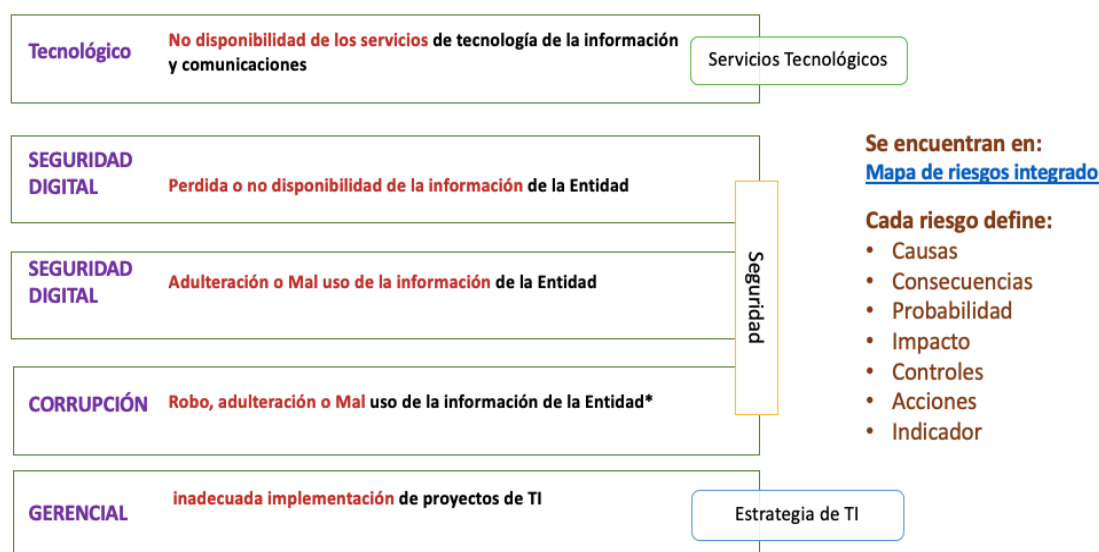 Tecnológico
No disponibilidad de los servicios de tecnología de la información
y comunicaciones
Servicios Tecnológicos
SEGURIDAD
DIGITAL
Perdida o no disponibilidad de la información de la Entidad
SEGURIDAD
DIGITAL
Adulteración o Mal uso de la información de la Entidad
CORRUPCIÓN
Robo, adulteración o Mal uso de la información de la Entidad*
Seguridad
GERENCIAL
inadecuada implementación de proyectos de TI
Estrategia de TI
Se encuentran en:
Mapa de riesgos integrado
Cada riesgo define:
• Causas
• Consecuencias
• Probabilidad
• Impacto
• Controles
• Acciones
• Indicador